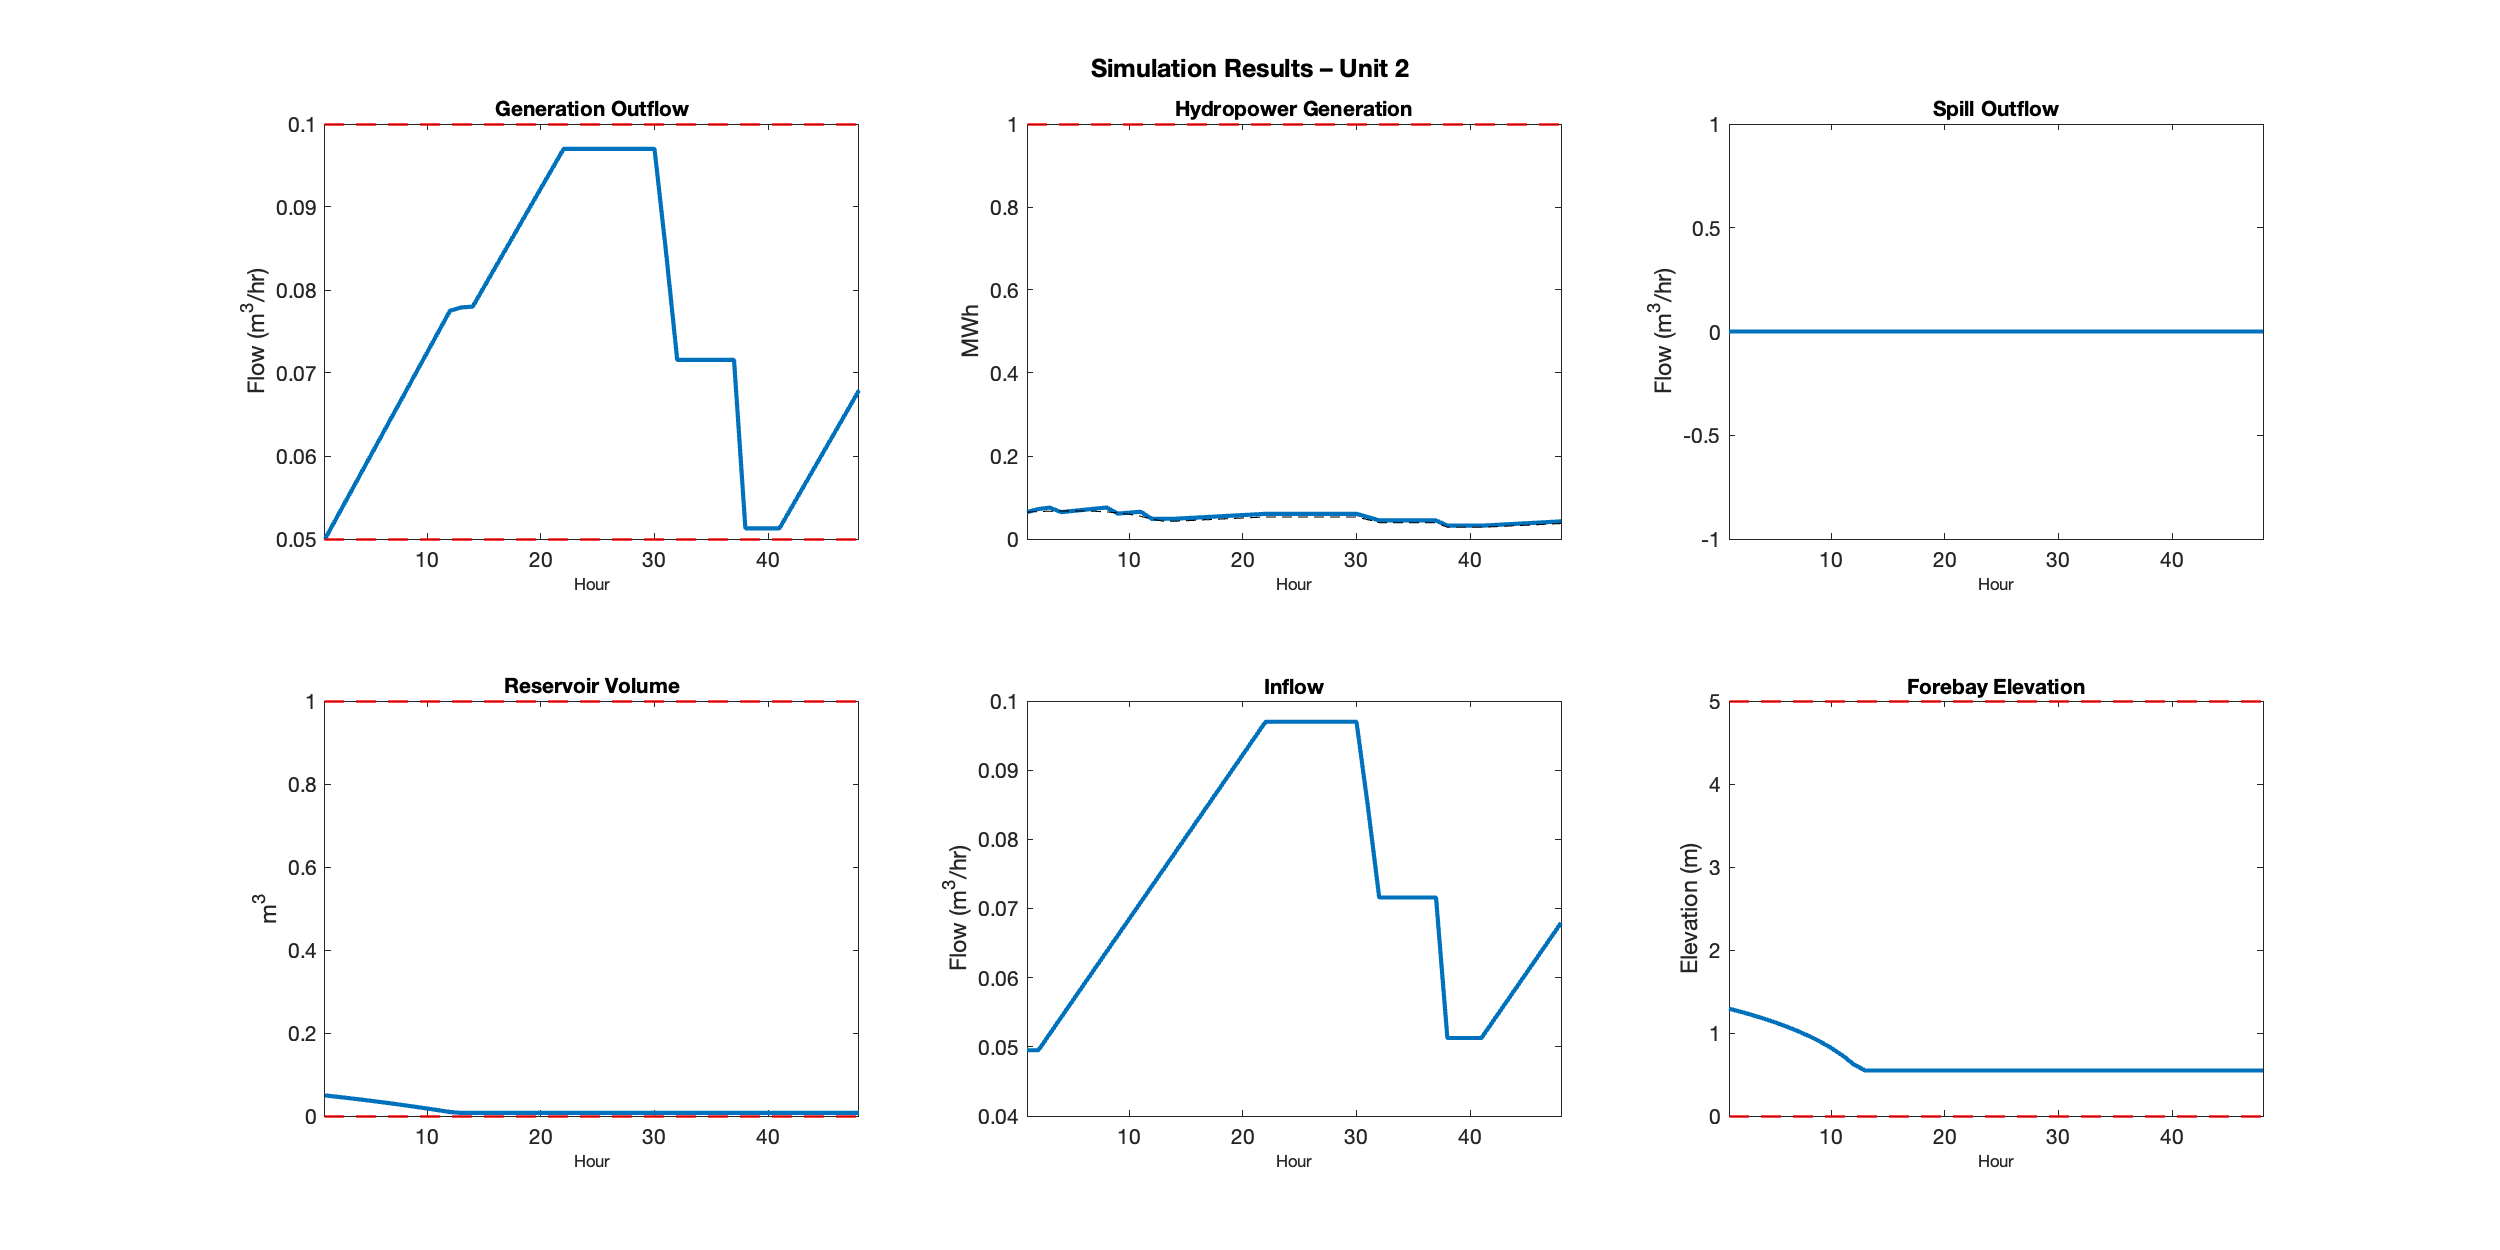 Simulation Results – Unit 2
Generation Outflow
0.1
0.09
0.08
0.07
0.06
0.05
Flow (m³/hr)
10 20 30 40
Hour
Hydropower Generation
1
0.8
0.6
0.4
0.2
0
MWh
10 20 30 40
Hour
Spill Outflow
1
0.5
0
-0.5
-1
Flow (m³/hr)
10 20 30 40
Hour
Reservoir Volume
1
0.8
0.6
0.4
0.2
0
m³
10 20 30 40
Hour
Inflow
0.1
0.09
0.08
0.07
0.06
0.05
0.04
Flow (m³/hr)
10 20 30 40
Hour
Forebay Elevation
5
4
3
2
1
0
Elevation (m)
10 20 30 40
Hour